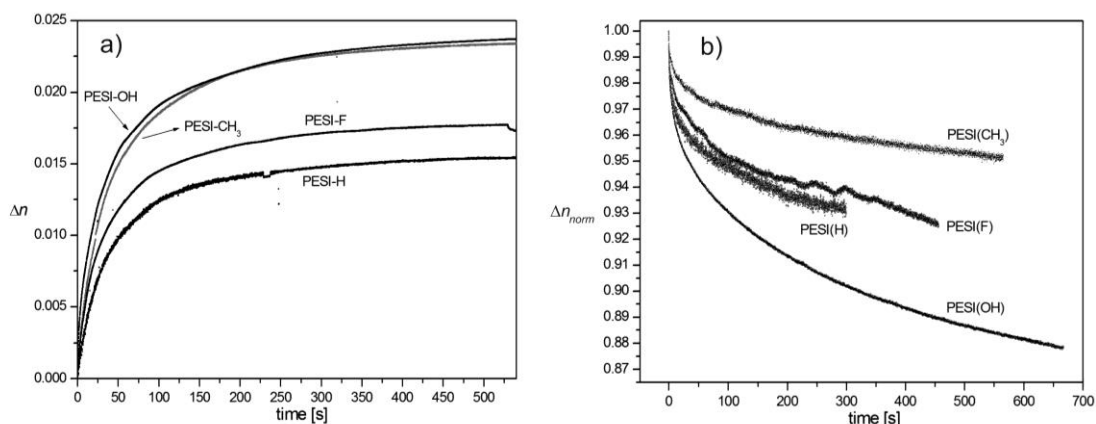 a)
0.025
0.020
0.015
0.010
0.005
0.000
Δn
PESI-OH
PESI-CH₃
PESI-F
PESI-H
0 50 100 150 200 250 300 350 400 450 500
time [s]
b)
1.00
0.99
0.98
0.97
0.96
0.95
0.94
0.93
0.92
0.91
0.90
0.89
0.88
0.87
Δn norm
PESI(CH₃)
PESI(H)
PESI(F)
PESI(OH)
0 100 200 300 400 500 600 700
time [s]